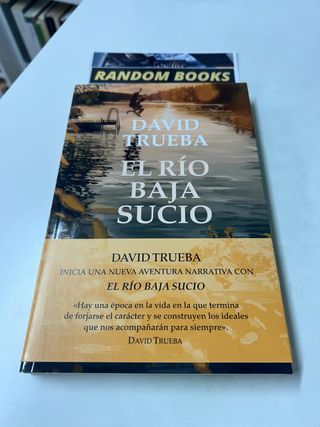 RANDOM BOOKS
DAVID
TRUEBA
EL RÍO
BAJA
SUCIO
DAVID TRUEBA
INICIA UNA NUEVA AVENTURA NARRATIVA CON
EL RÍO BAJA SUCIO
«Hay una época en la vida en la que termina
de forjarse el carácter y se construyen los ideales
que nos acompañarán para siempre».
DAVID TRUEBA